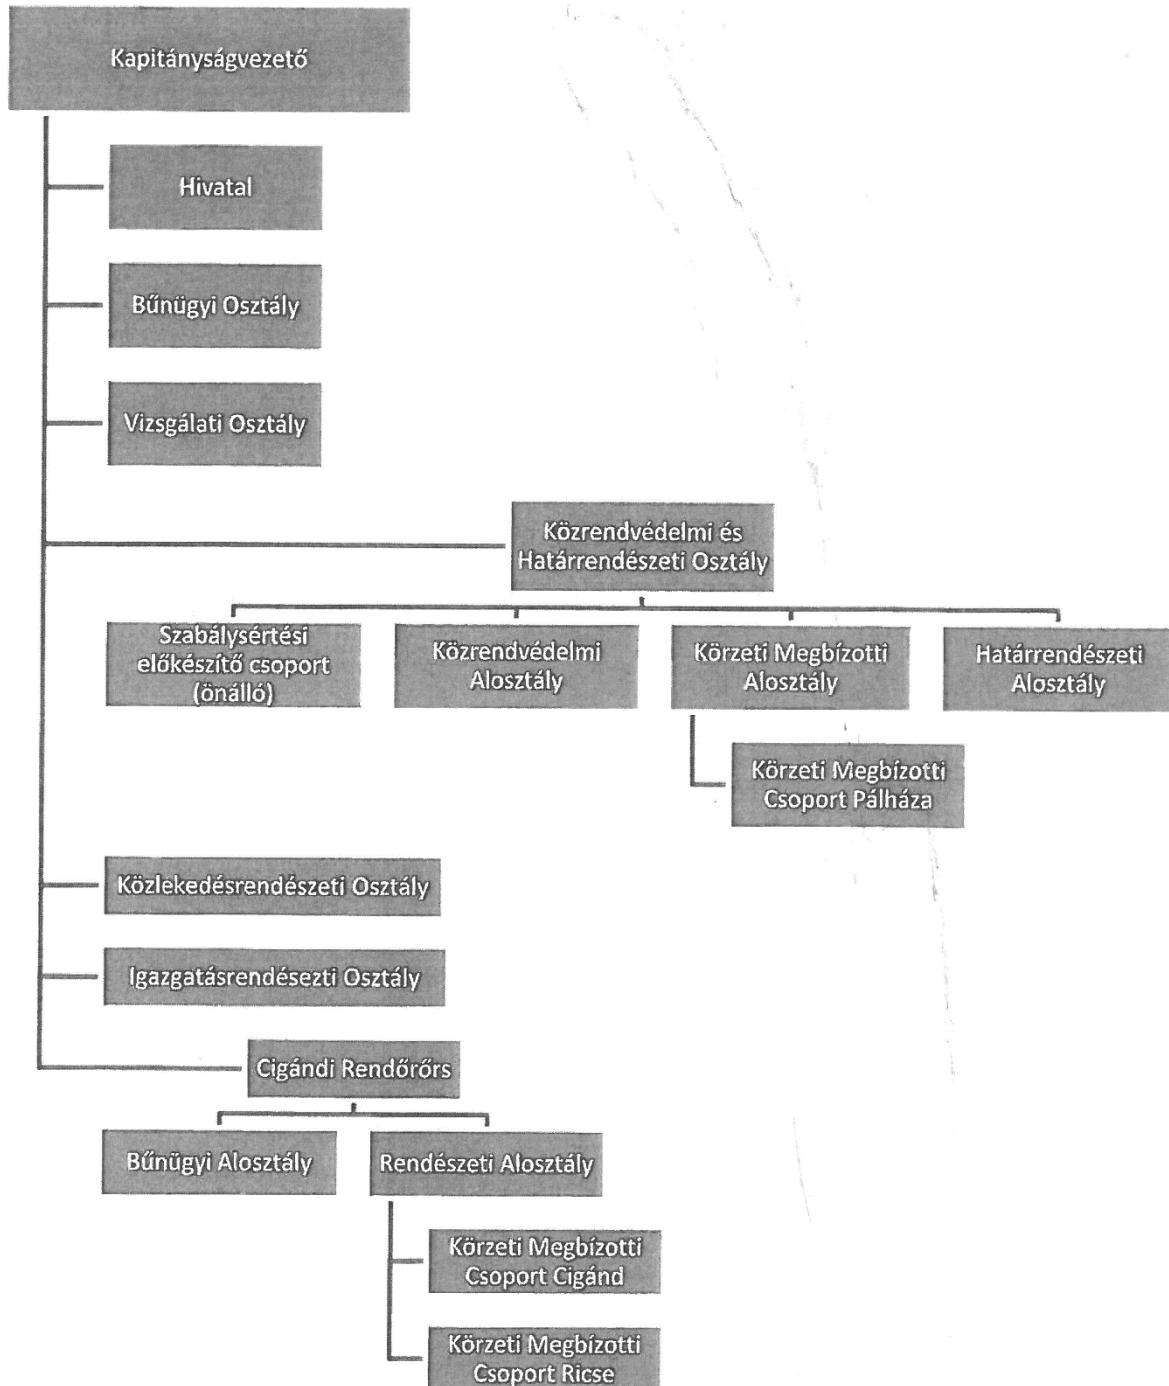 Kapitányságvezető
Hivatal
Bűnügyi Osztály
Vizsgálati Osztály
Közrendvédelmi és
Határrendészeti Osztály
Szabálysértési
előkészítő csoport
(önálló)
Közrendvédelmi
Alosztály
Körzeti Megbízotti
Alosztály
Határrendészeti
Alosztály
Körzeti Megbízotti
Csoport Pálháza
Közlekedésrendészeti Osztály
Igazgatásrendésezti Osztály
Cigándi Rendőrőrs
Bűnügyi Alosztály
Rendészeti Alosztály
Körzeti Megbízotti
Csoport Cigánd
Körzeti Megbízotti
Csoport Ricse